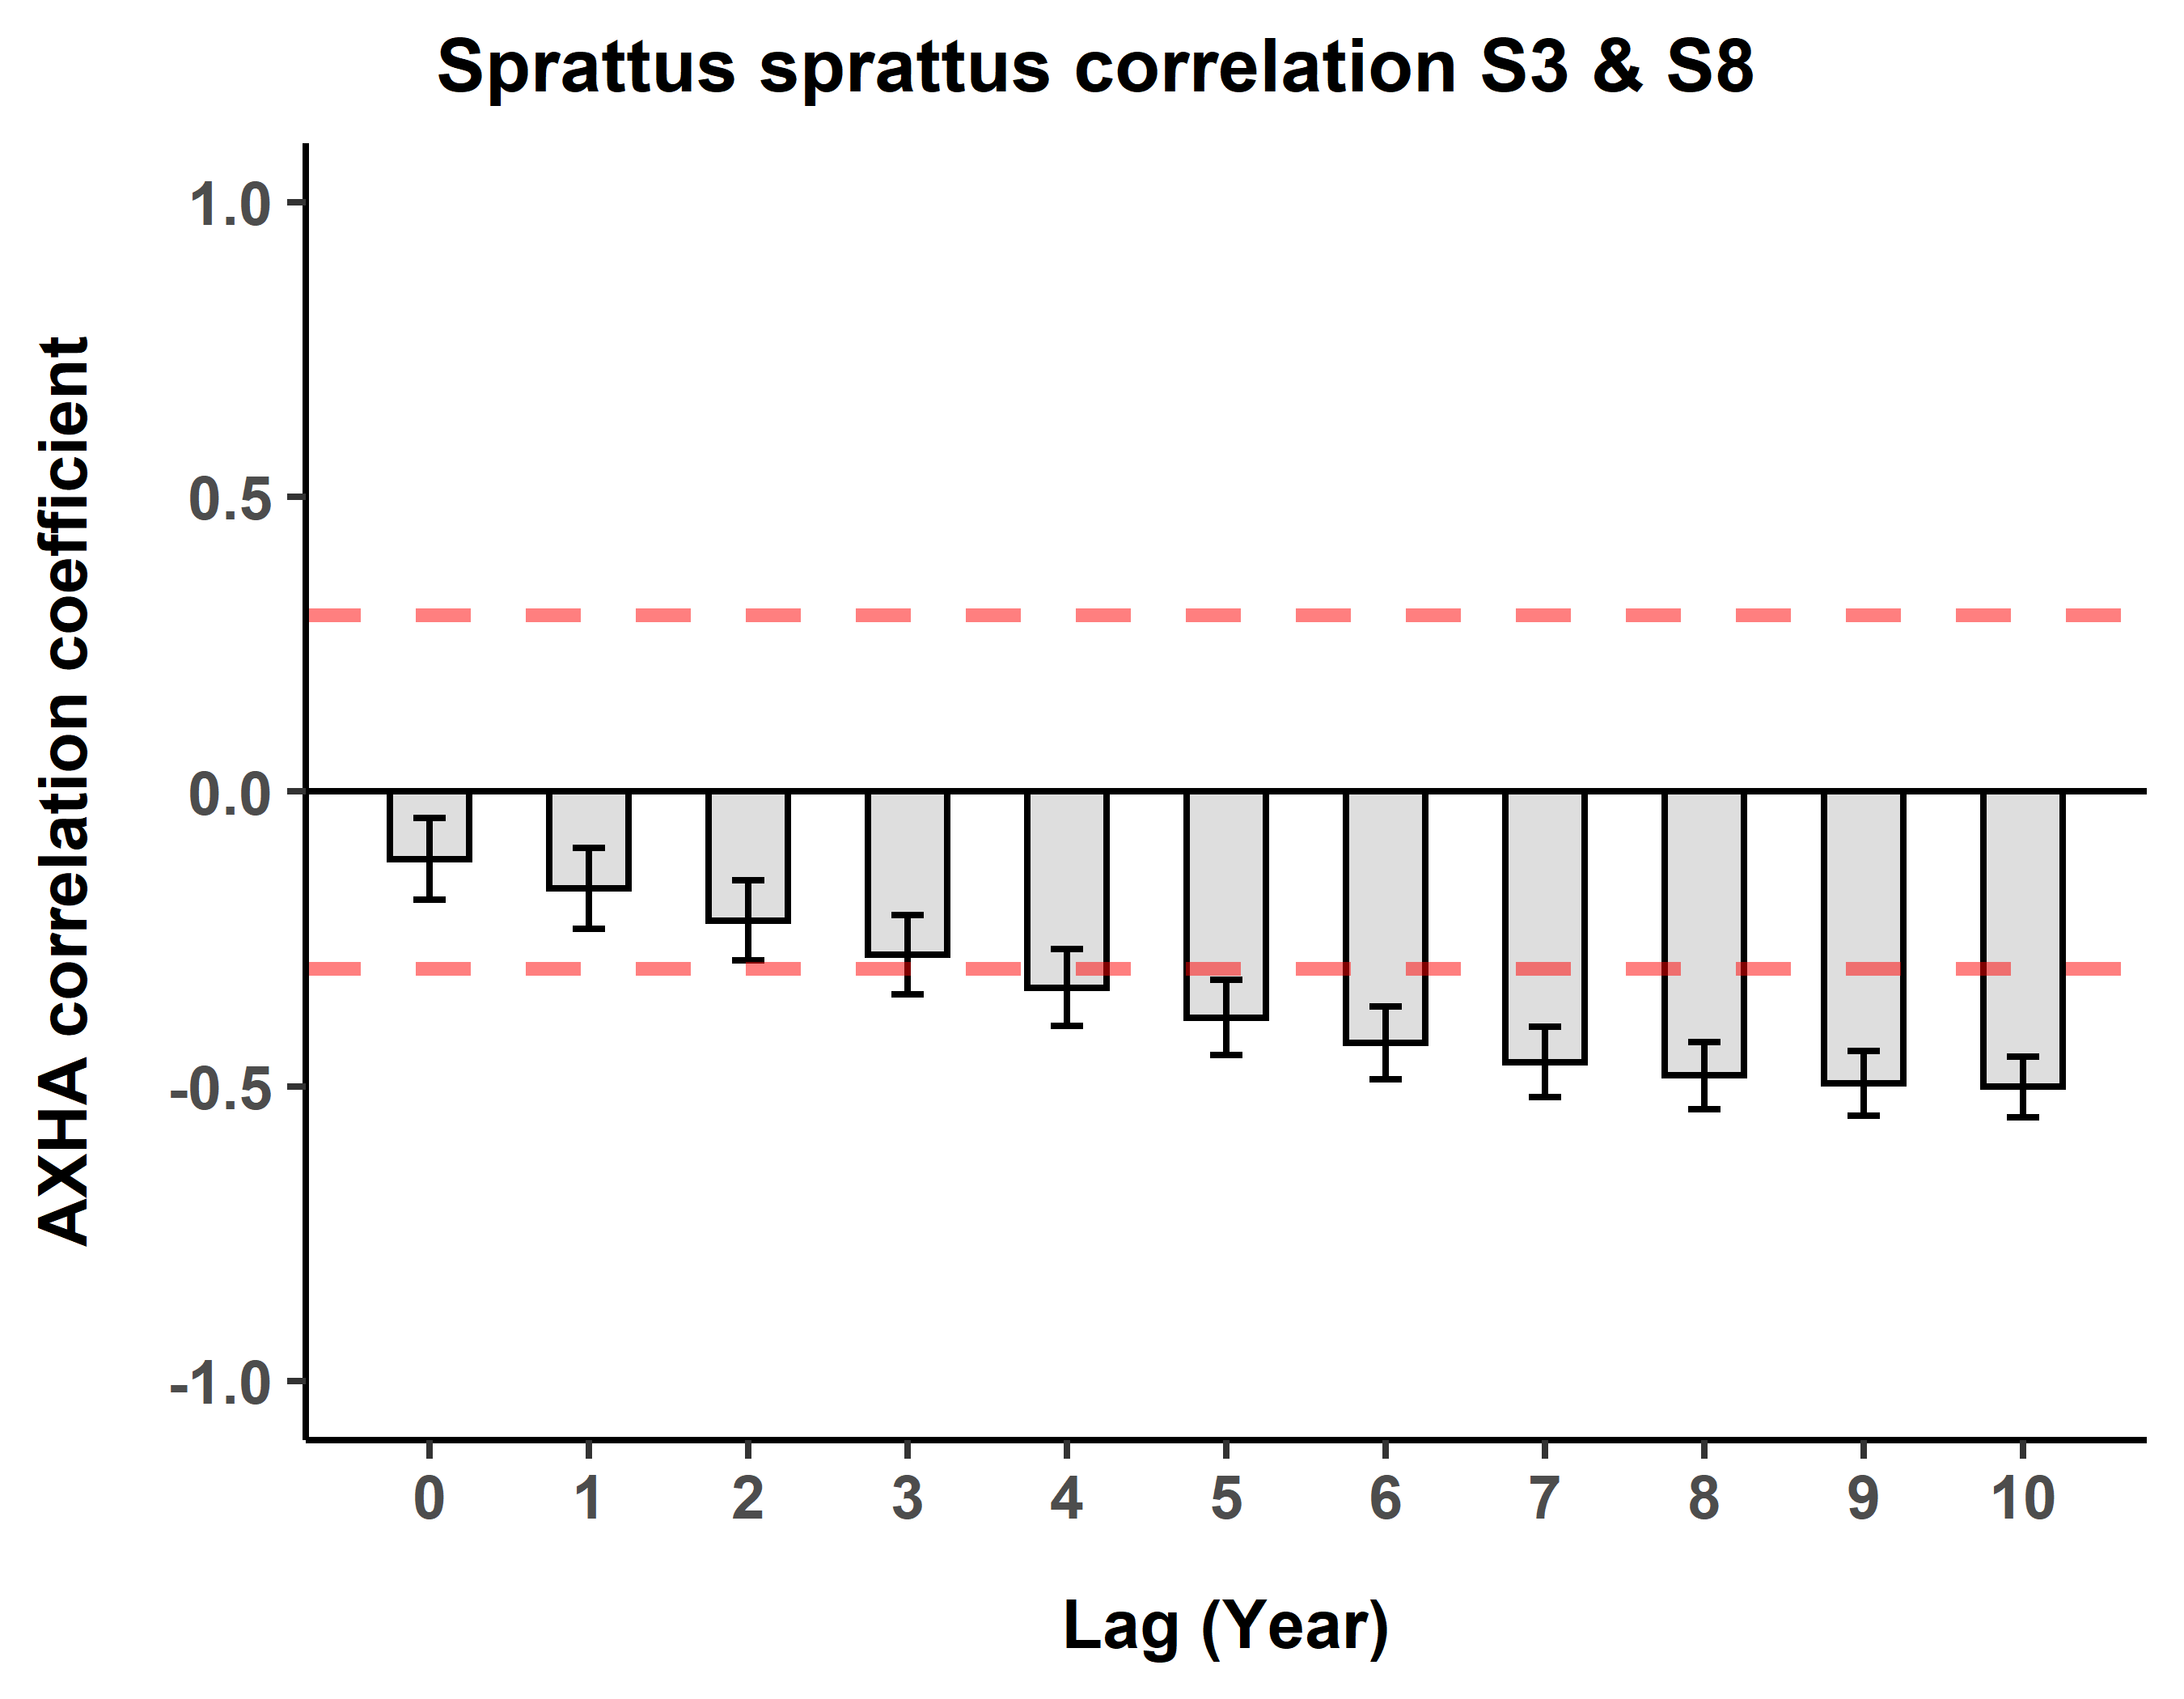 Sprattus sprattus correlation S3 & S8
AXHA correlation coefficient
1.0
0.5
0.0
-0.5
-1.0
0 1 2 3 4 5 6 7 8 9 10
Lag (Year)